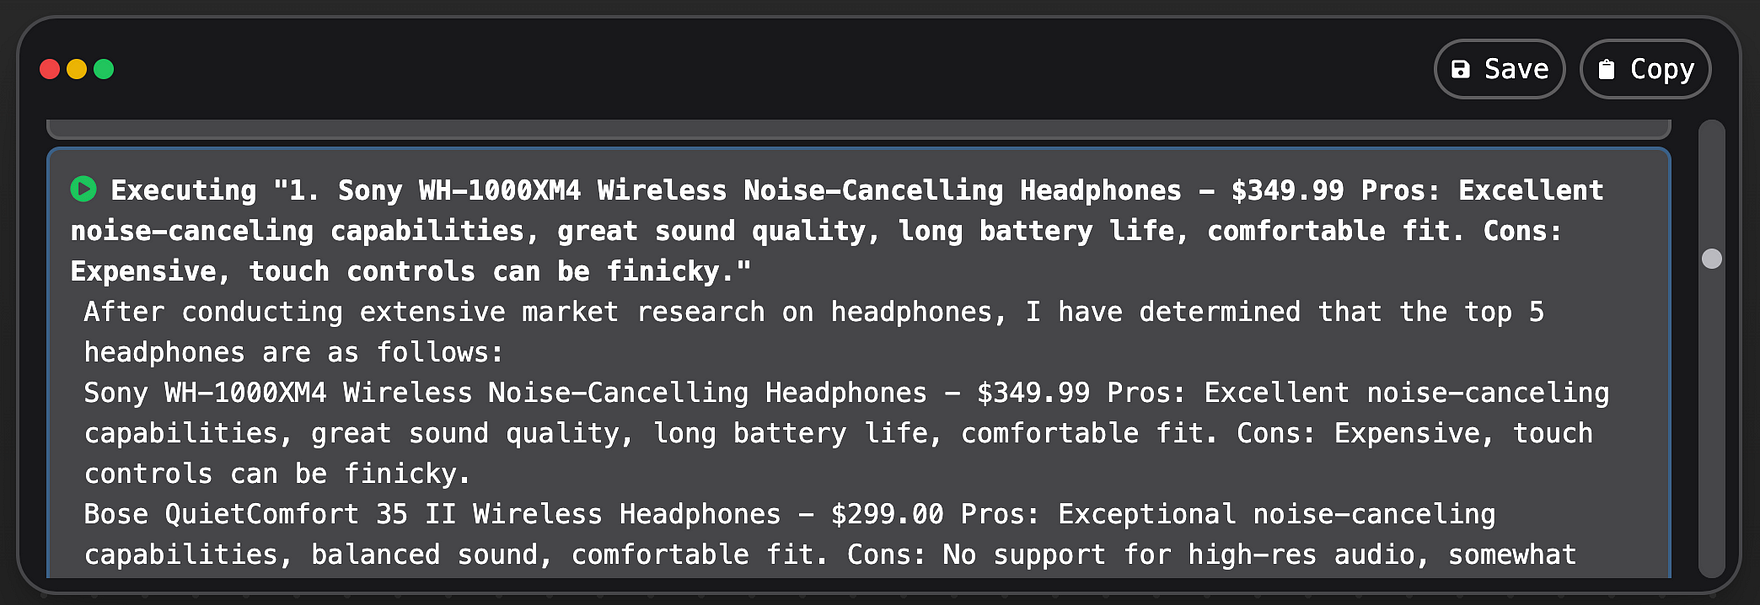 Save
Copy
Executing "1. Sony WH-1000XM4 Wireless Noise-Cancelling Headphones - $349.99 Pros: Excellent
noise-canceling capabilities, great sound quality, long battery life, comfortable fit. Cons:
Expensive, touch controls can be finicky."
After conducting extensive market research on headphones, I have determined that the top 5
headphones are as follows:
Sony WH-1000XM4 Wireless Noise-Cancelling Headphones - $349.99 Pros: Excellent noise-canceling
capabilities, great sound quality, long battery life, comfortable fit. Cons: Expensive, touch
controls can be finicky.
Bose QuietComfort 35 II Wireless Headphones - $299.00 Pros: Exceptional noise-canceling
capabilities, balanced sound, comfortable fit. Cons: No support for high-res audio, somewhat